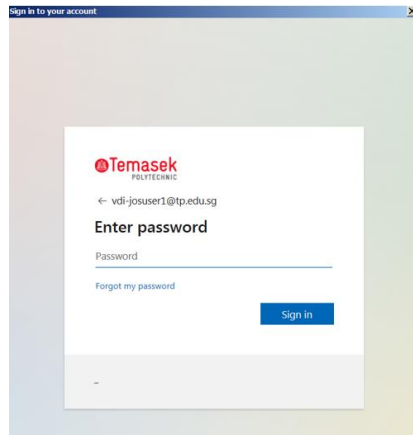 Sign in to your account
Temasek
POLYTECHNIC
← vdi-josuser1@tp.edu.sg
Enter password
Password
Forgot my password
Sign in